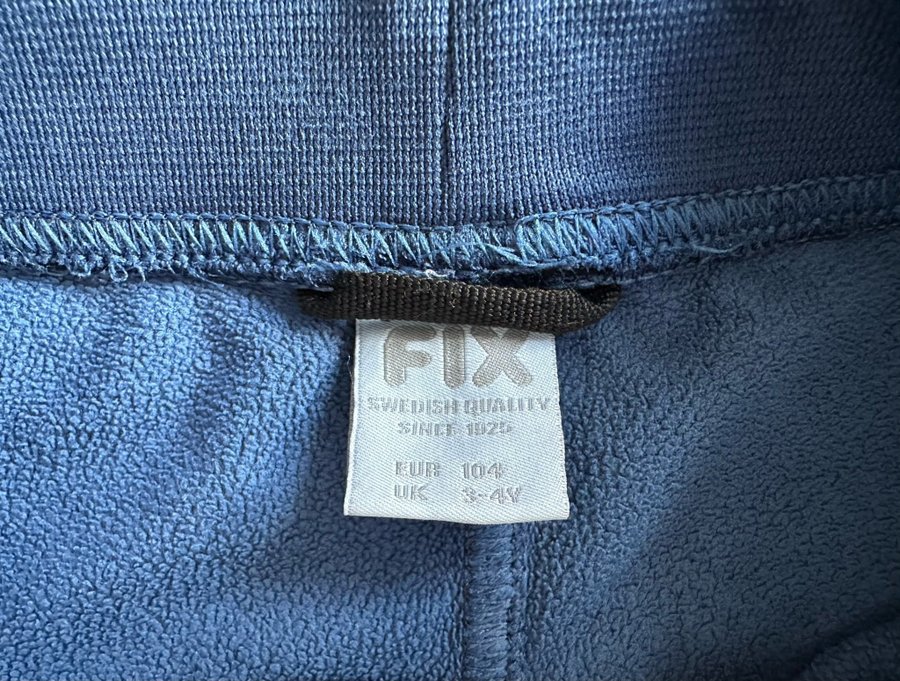 FIX
SWEDISH QUALITY
SINCE 1925
EUR 104
UK 3-4Y